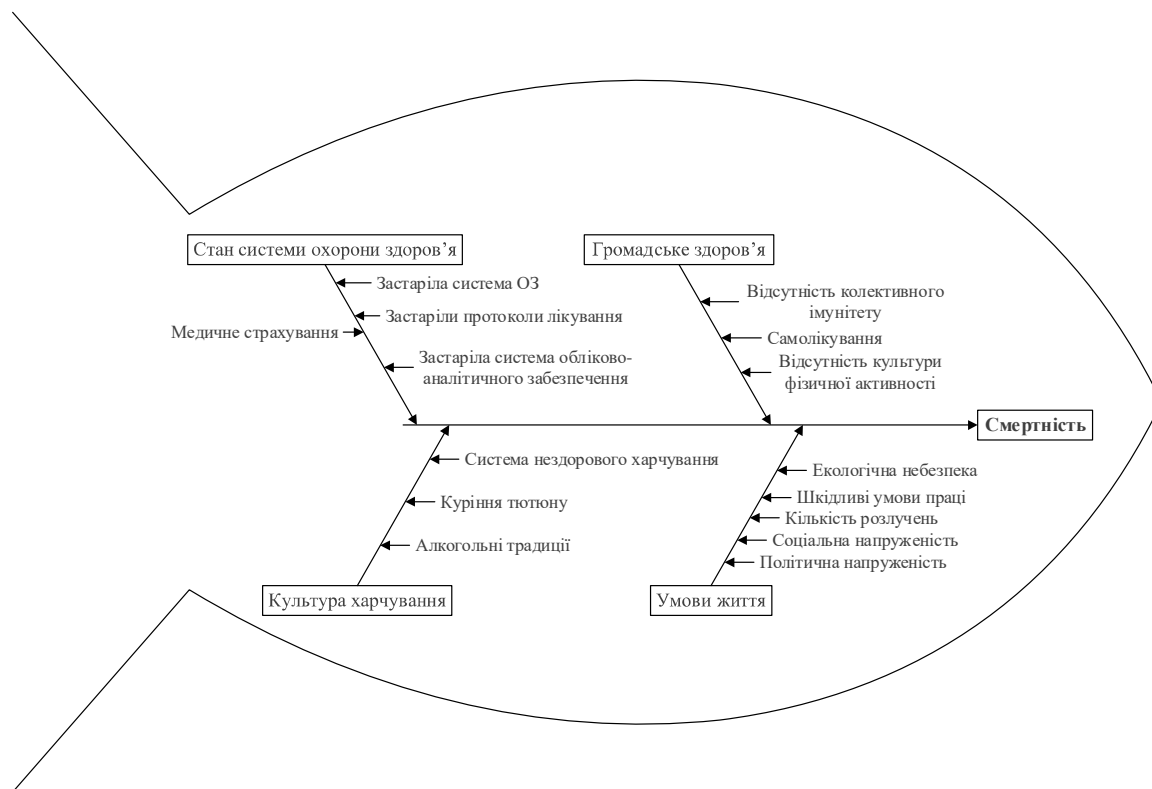 Стан системи охорони здоров’я
Застаріла система ОЗ
Застаріли протоколи лікування
Медичне страхування
Застаріла система обліково-
аналітичного забезпечення
Громадське здоров’я
Відсутність колективного
імунітету
Самолікування
Відсутність культури
фізичної активності
Смертність
Система нездорового харчування
Куріння тютюну
Алкогольні традиції
Культура харчування
Екологічна небезпека
Шкідливі умови праці
Кількість розлучень
Соціальна напруженість
Політична напруженість
Умови життя